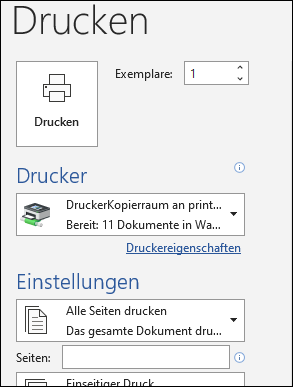 Drucken
Exemplare: 1
Drucken
Drucker
DruckerKopierraum an print...
Bereit: 11 Dokumente in Wa...
Druckereigenschaften
Einstellungen
Alle Seiten drucken
Das gesamte Dokument dru...
Seiten:
Einseitiger Druck